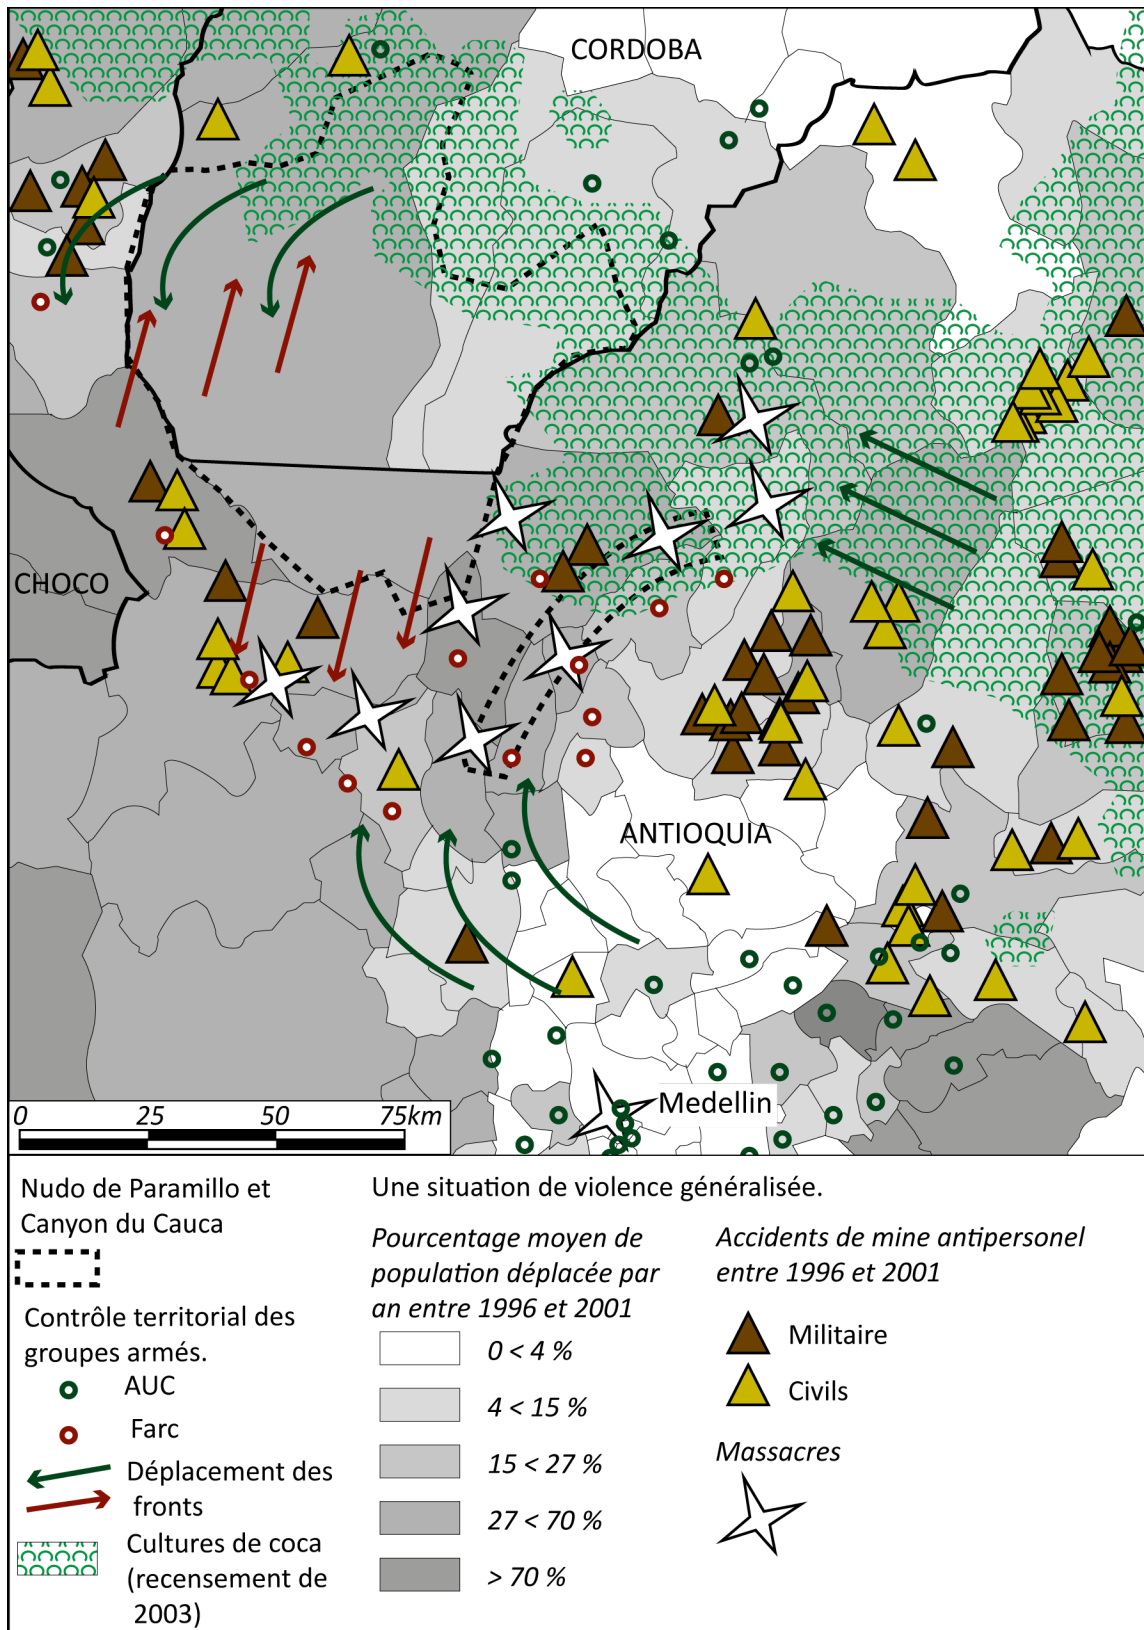 CORDOBA
CHOCO
ANTIOQUIA
Medellin
0 25 50 75km
Nudo de Paramillo et
Canyon du Cauca
Contrôle territorial des
groupes armés.
AUC
Farc
Déplacement des
fronts
Cultures de coca
(recensement de
2003)
Une situation de violence généralisée.
Pourcentage moyen de
population déplacée par
an entre 1996 et 2001
0 < 4 %
4 < 15 %
15 < 27 %
27 < 70 %
> 70 %
Accidents de mine antipersonel
entre 1996 et 2001
Militaire
Civils
Massacres